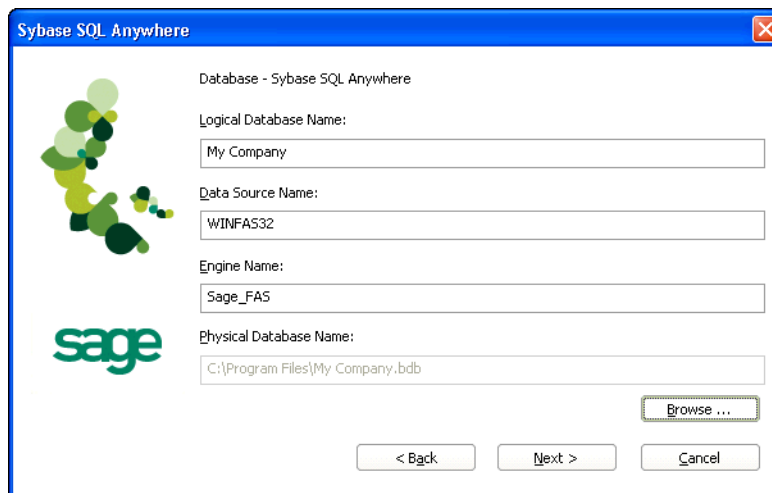 Sybase SQL Anywhere
Database - Sybase SQL Anywhere
Logical Database Name:
My Company
Data Source Name:
WINFAS32
Engine Name:
Sage_FAS
sage
Physical Database Name:
C:\Program Files\My Company.bdb
Browse ...
< Back
Next >
Cancel